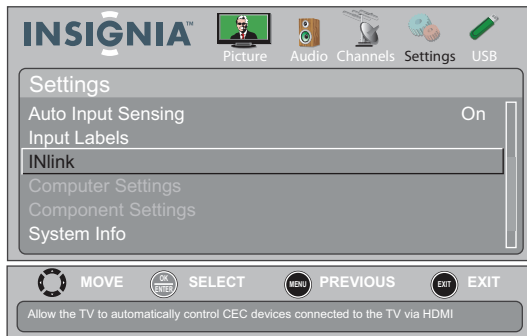 INSIGNIA™
Picture Audio Channels Settings USB
Settings
Auto Input Sensing On
Input Labels
INlink
Computer Settings
Component Settings
System Info
MOVE OK ENTER SELECT MENU PREVIOUS EXIT EXIT
Allow the TV to automatically control CEC devices connected to the TV via HDMI